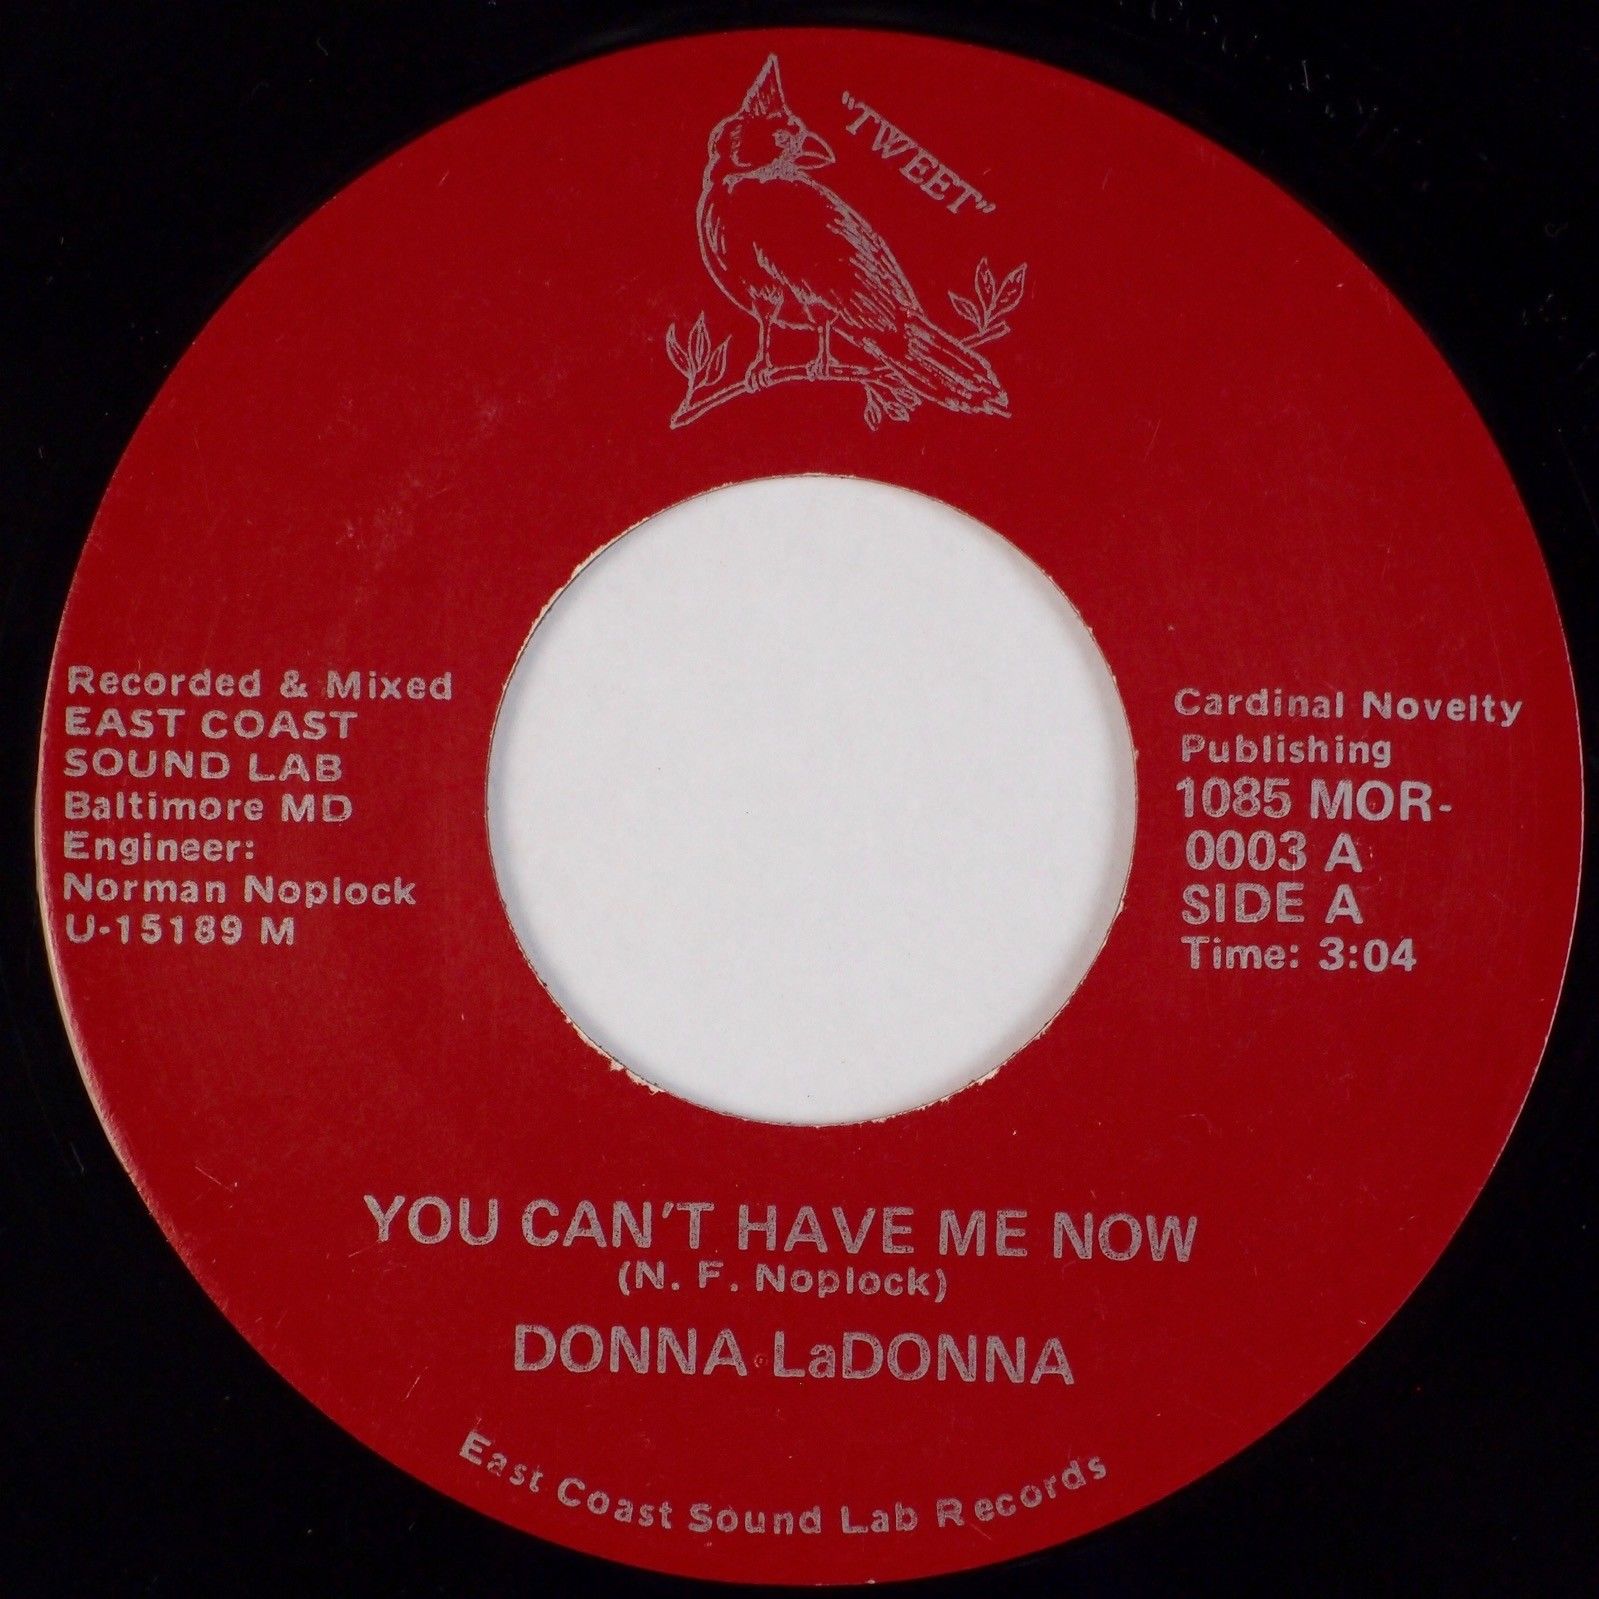 "TWEET"
Recorded & Mixed
EAST COAST
SOUND LAB
Baltimore MD
Engineer:
Norman Noplock
U-15189 M
Cardinal Novelty
Publishing
1085 MOR-
0003 A
SIDE A
Time: 3:04
YOU CAN'T HAVE ME NOW
(N. F. Noplock)
DONNA LaDONNA
East Coast Sound Lab Records